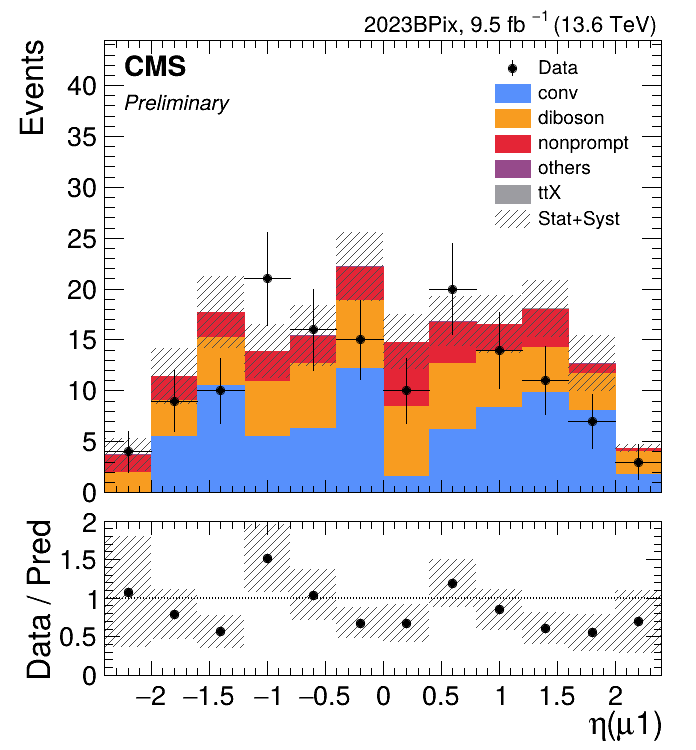 2023BPix, 9.5 fb⁻¹ (13.6 TeV)
CMS
Preliminary
Events
Data
conv
diboson
nonprompt
others
ttX
Stat+Syst
40
35
30
25
20
15
10
5
0
Data / Pred
2
1.5
1
0.5
0
−2 −1.5 −1 −0.5 0 0.5 1 1.5 2
η(μ1)